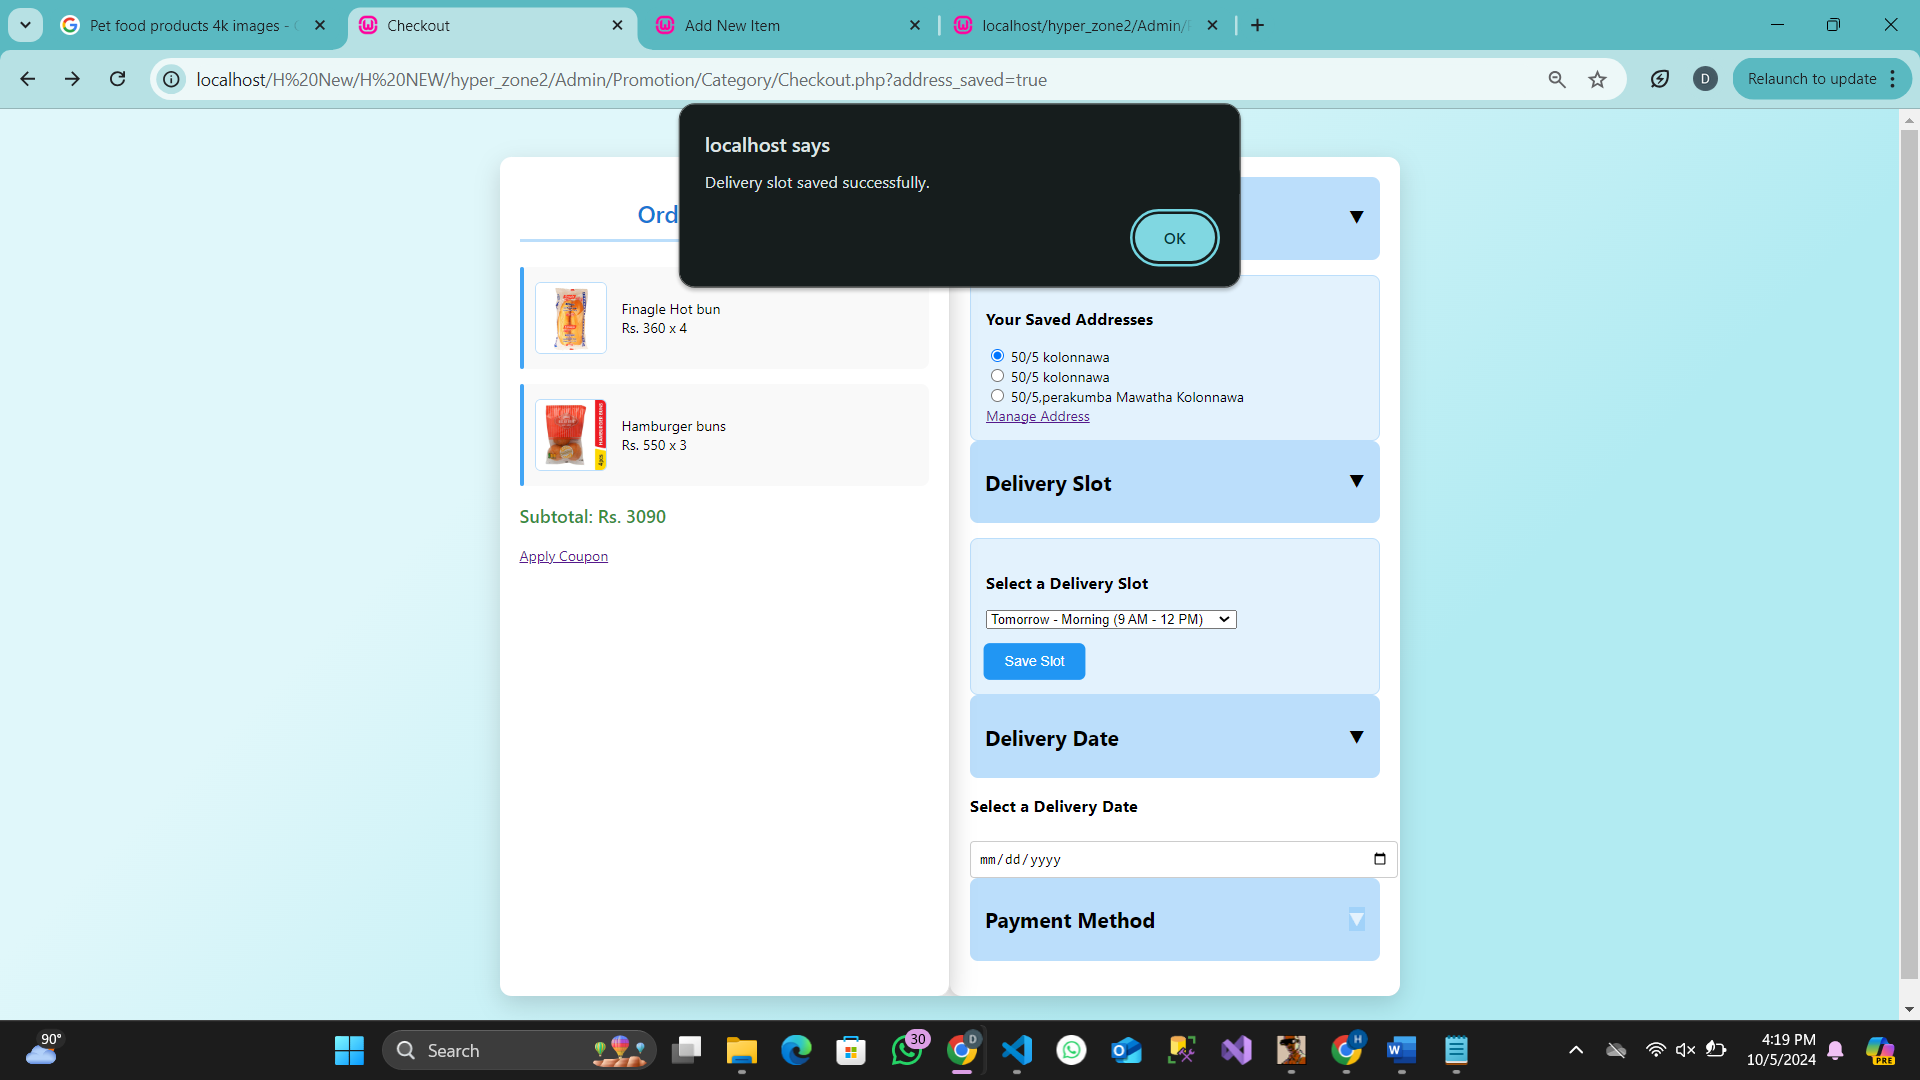 Pet food products 4k images -
Checkout
Add New Item
localhost/hyper_zone2/Admin/
localhost/H%20New/H%20NEW/hyper_zone2/Admin/Promotion/Category/Checkout.php?address_saved=true
D
Relaunch to update
localhost says
Delivery slot saved successfully.
OK
Ord
Finagle Hot bun
Rs. 360 x 4
Hamburger buns
Rs. 550 x 3
Subtotal: Rs. 3090
Apply Coupon
Your Saved Addresses
50/5 kolonnawa
50/5 kolonnawa
50/5,perakumba Mawatha Kolonnawa
Manage Address
Delivery Slot
Select a Delivery Slot
Tomorrow - Morning (9 AM - 12 PM)
Save Slot
Delivery Date
Select a Delivery Date
mm/dd/yyyy
Payment Method
90°
Search
30
D
H
PRE
4:19 PM
10/5/2024